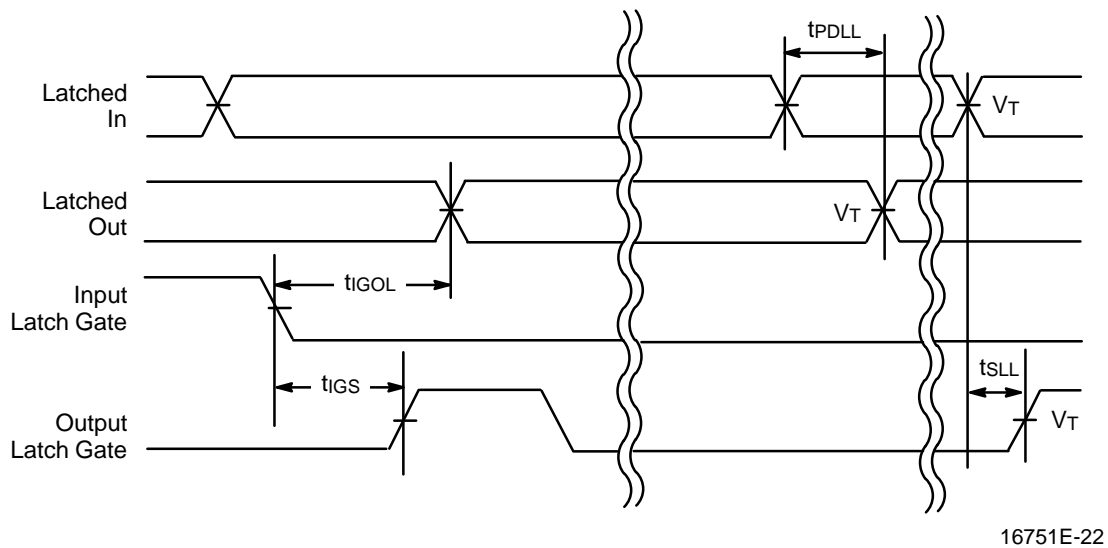 tPDLL
Latched
In
VT
Latched
Out
VT
tIGOL
Input
Latch Gate
tSLL
tIGS
Output
Latch Gate
VT
16751E-22